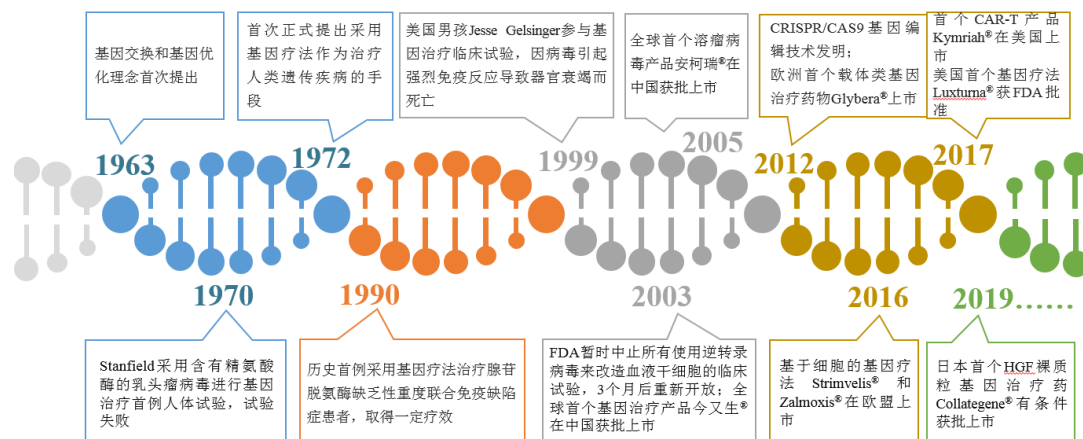 基因交换和基因优
化理念首次提出
首次正式提出采用
基因疗法作为治疗
人类遗传疾病的手
段
美国男孩Jesse Gelsinger参与基
因治疗临床试验，因病毒引起
强烈免疫反应导致器官衰竭而
死亡
全球首个溶瘤病
毒产品安柯瑞®在
中国获批上市
CRISPR/CAS9基因编
辑技术发明；
欧洲首个载体类基因
治疗药物Glybera®上市
首个CAR-T产品
Kymriah®在美国上
市
美国首个基因疗法
Luxturna®获FDA批
准
1963
1972
1999
2005
2012
2017
1970
1990
2003
2016
2019……
Stanfield采用含有精氨酸
酶的乳头瘤病毒进行基因
治疗首例人体试验，试验
失败
历史首例采用基因疗法治疗腺苷
脱氨酶缺乏性重度联合免疫缺陷
症患者，取得一定疗效
FDA暂时中止所有使用逆转录
病毒来改造血液干细胞的临床
试验，3个月后重新开放；全
球首个基因治疗产品今又生®
在中国获批上市
基于细胞的基因疗
法 Strimvelis® 和
Zalmoxis®在欧盟上
市
日本首个HGF裸质
粒基因治疗药
Collategene®有条件
获批上市